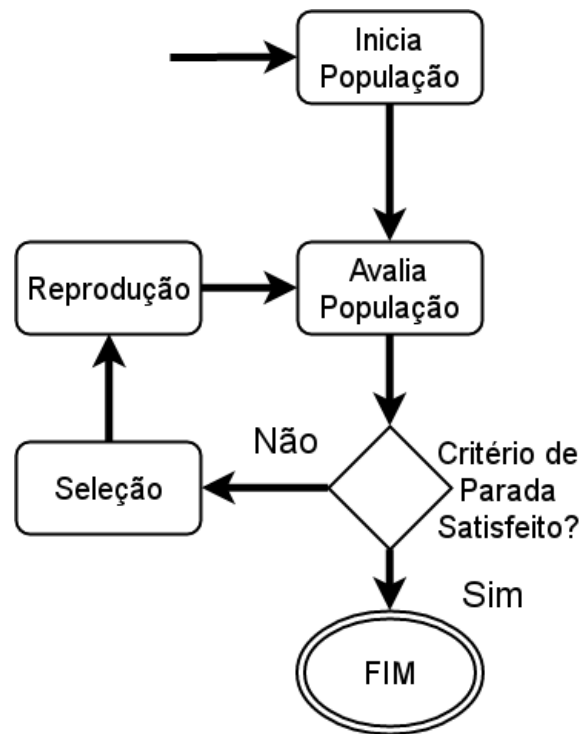 Inicia
População
Reprodução
Avalia
População
Não
Critério de
Parada
Satisfeito?
Seleção
Sim
FIM